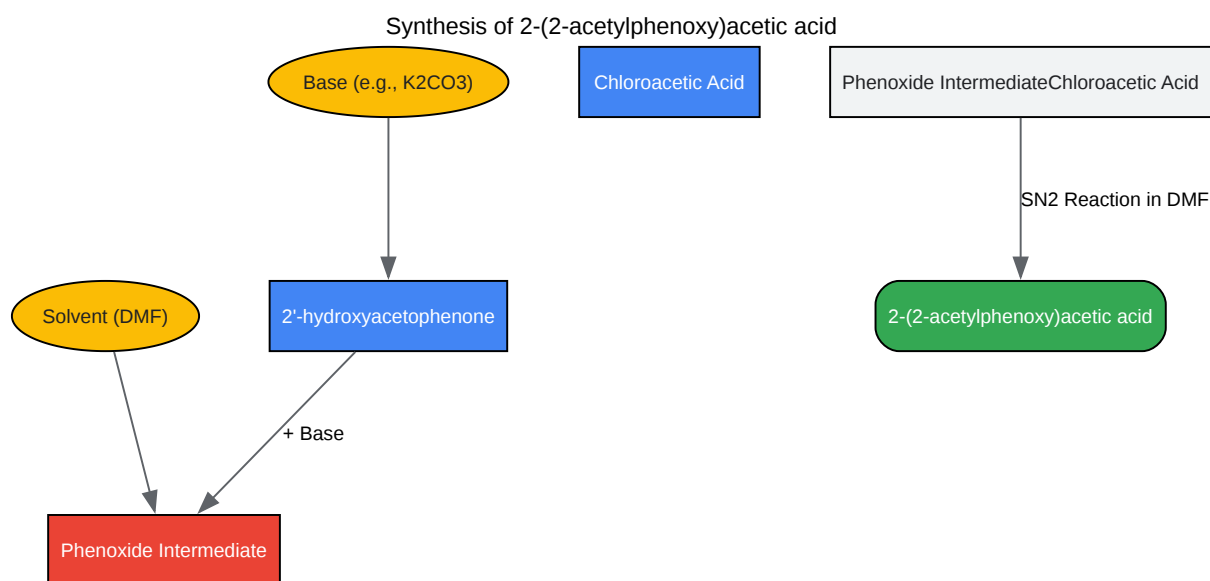 Synthesis of 2-(2-acetylphenoxy)acetic acid
Base (e.g., K2CO3)
Chloroacetic Acid
Phenoxide IntermediateChloroacetic Acid
SN2 Reaction in DMF
Solvent (DMF)
2'-hydroxyacetophenone
2-(2-acetylphenoxy)acetic acid
+ Base
Phenoxide Intermediate